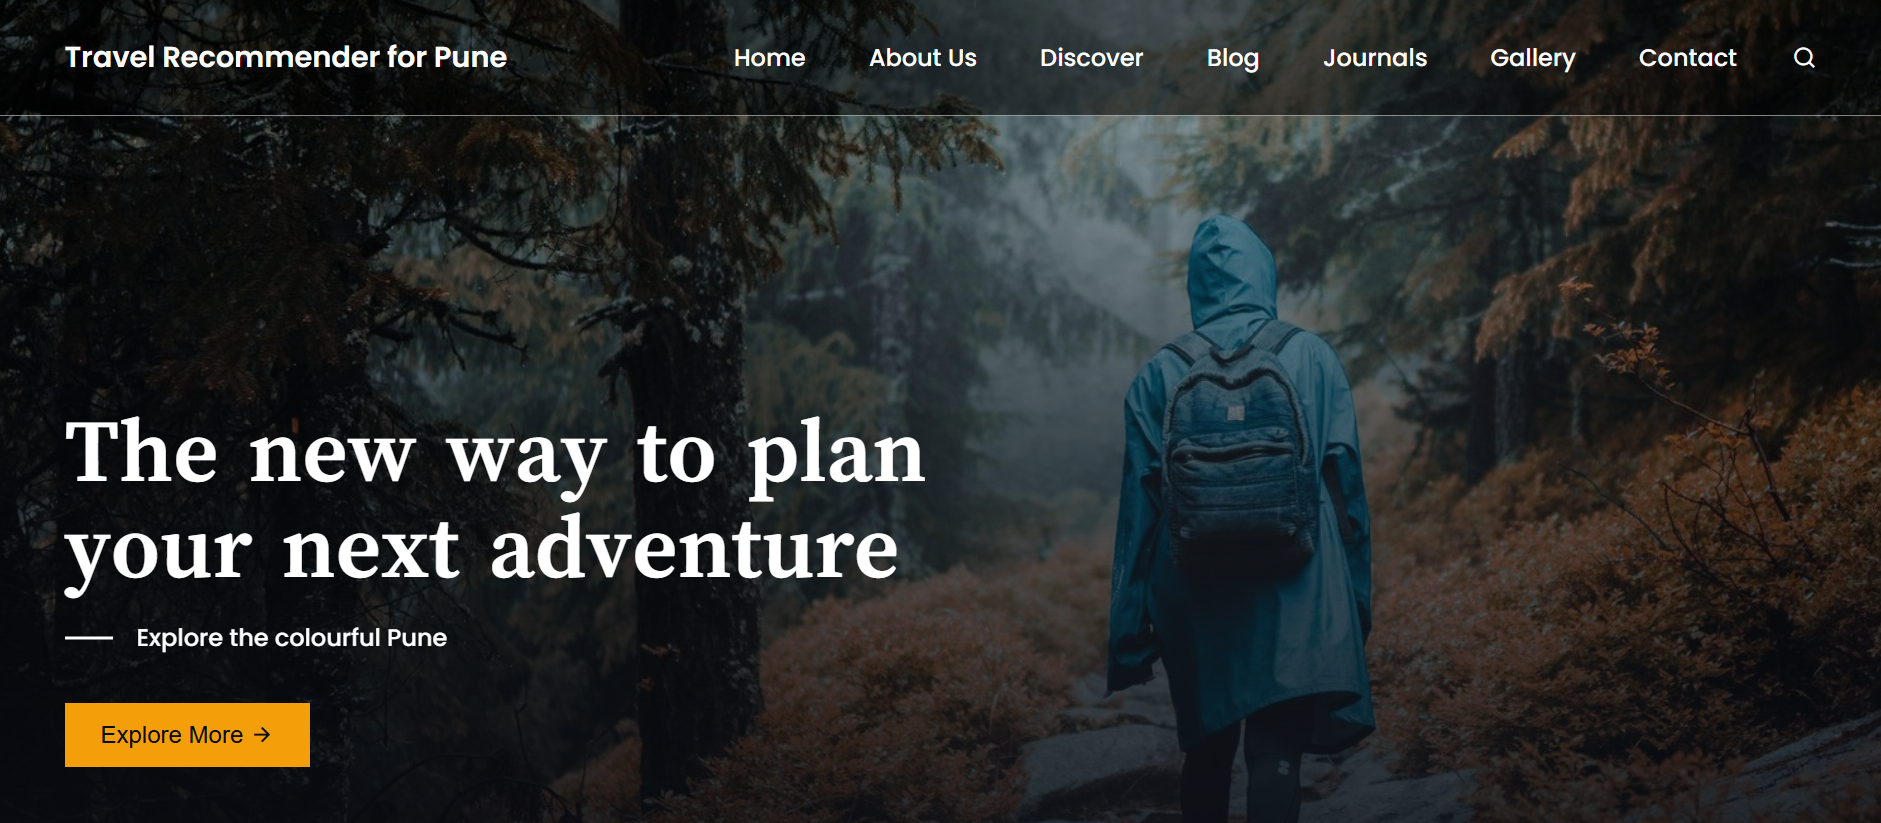 Travel Recommender for Pune
Home About Us Discover Blog Journals Gallery Contact
The new way to plan
your next adventure
Explore the colourful Pune
Explore More →